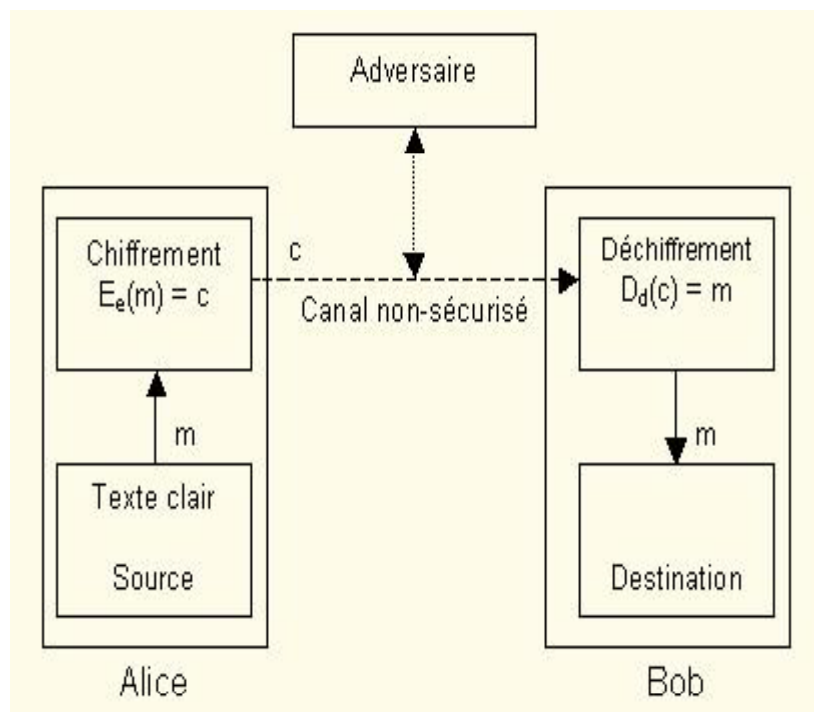 Adversaire
Chiffrement
Eₑ(m) = c
c
Canal non-sécurisé
Déchiffrement
D_d(c) = m
m
Texte clair
Source
m
Destination
Alice
Bob